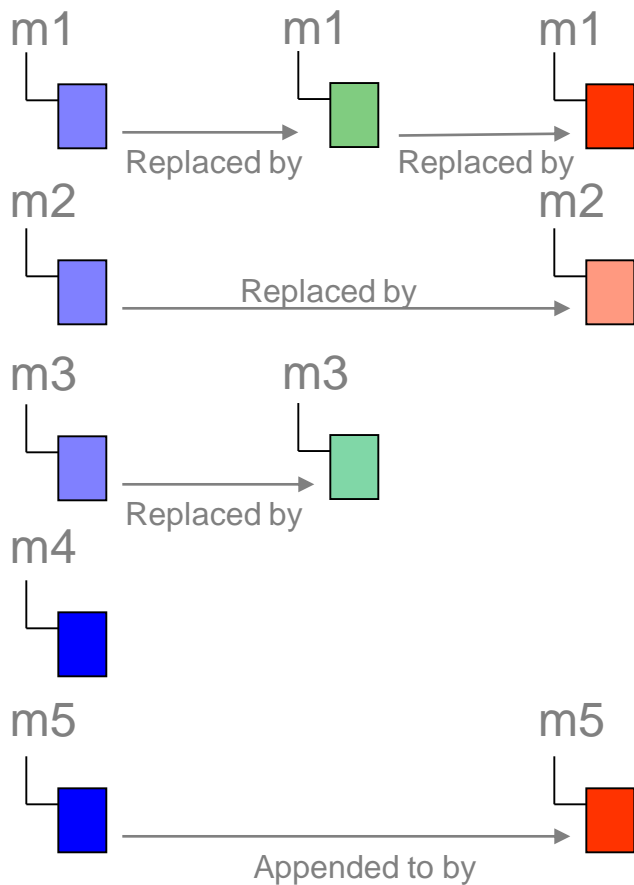 m1 m1 m1
Replaced by Replaced by
m2 m2
Replaced by
m3 m3
Replaced by
m4
m5 m5
Appended to by